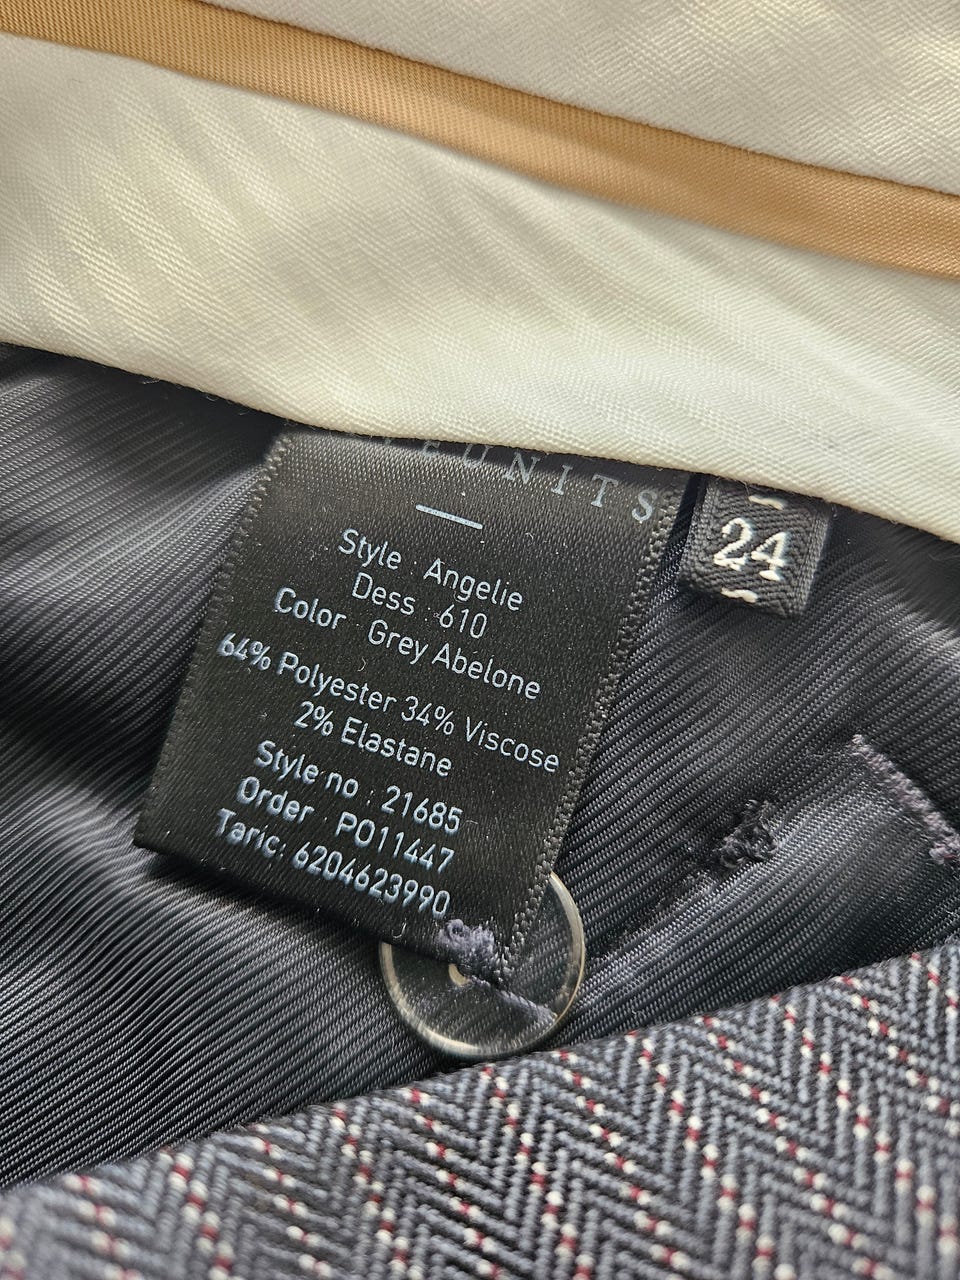 EUNITS
24
Style : Angelie
Dess : 610
Color : Grey Abelone
64% Polyester 34% Viscose
2% Elastane
Style no : 21685
Order : PO11447
Taric: 6204623990